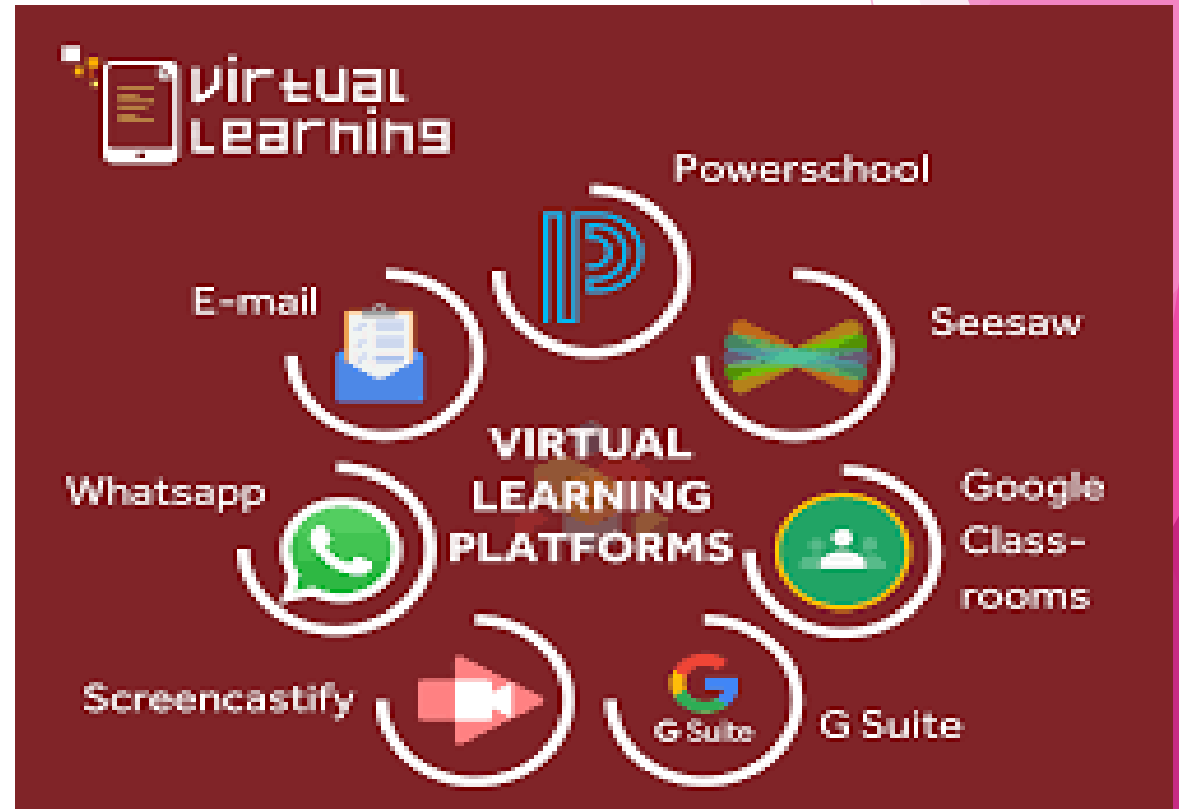 virtual
Learning
Powerschool
E-mail
Seesaw
VIRTUAL
LEARNING
PLATFORMS
Whatsapp
Google
Class-
rooms
Screencastify
G Suite
G Suite